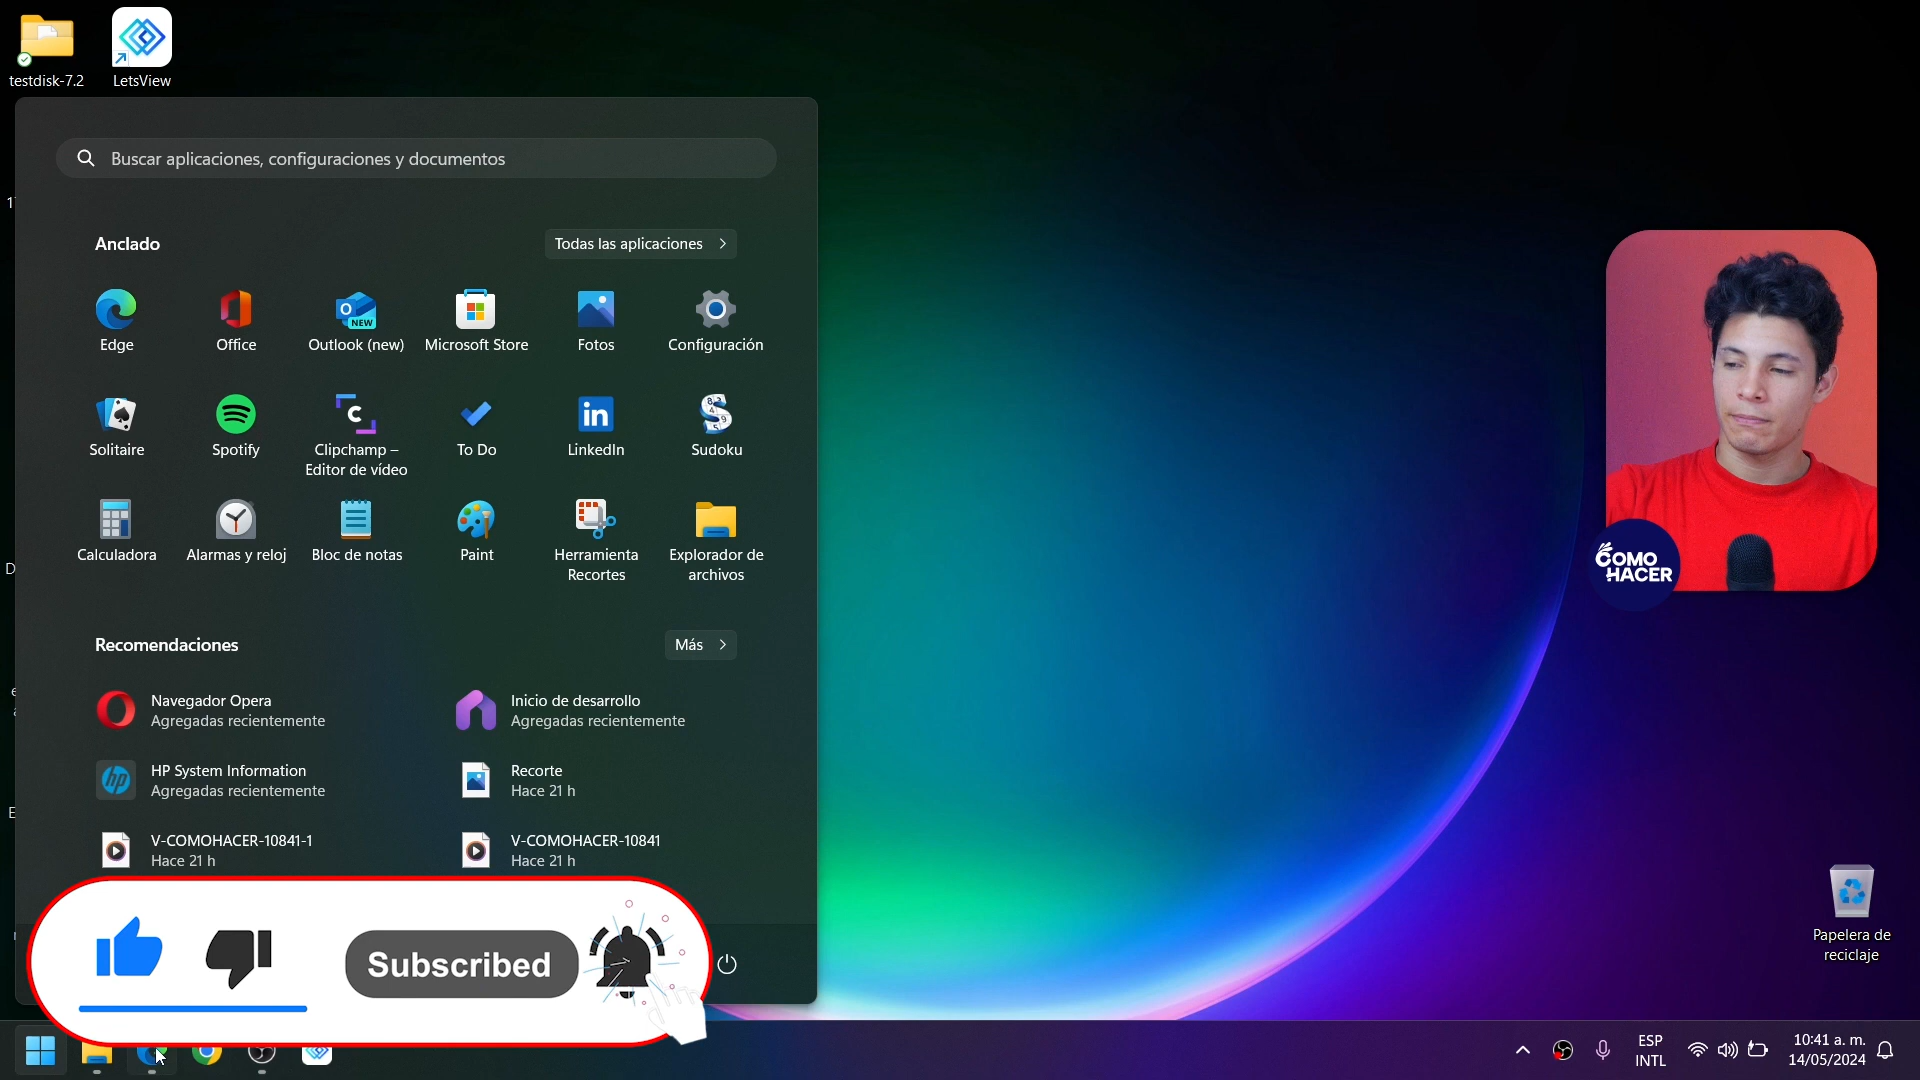 testdisk-7.2
LetsView
Buscar aplicaciones, configuraciones y documentos
Anclado
Todas las aplicaciones
Edge
Office
Outlook (new)
Microsoft Store
Fotos
Configuración
Solitaire
Spotify
Clipchamp –
Editor de vídeo
To Do
LinkedIn
Sudoku
Calculadora
Alarmas y reloj
Bloc de notas
Paint
Herramienta
Recortes
Explorador de
archivos
Recomendaciones
Más
Navegador Opera
Agregadas recientemente
Inicio de desarrollo
Agregadas recientemente
HP System Information
Agregadas recientemente
Recorte
Hace 21 h
V-COMOHACER-10841-1
Hace 21 h
V-COMOHACER-10841
Hace 21 h
Subscribed
COMO
HACER
Papelera de
reciclaje
ESP
INTL
10:41 a. m.
14/05/2024